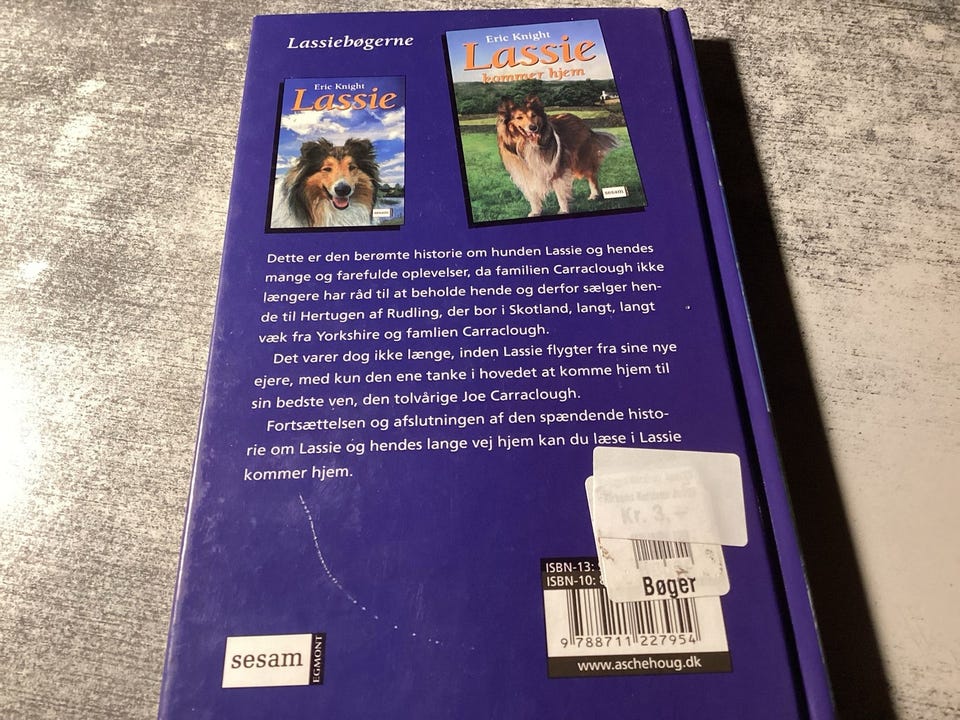 Lassiebøgerne
Eric Knight
Lassie
sesam
Eric Knight
Lassie
kommer hjem
sesam
Dette er den berømte historie om hunden Lassie og hendes
mange og farefulde oplevelser, da familien Carraclough ikke
længere har råd til at beholde hende og derfor sælger hen-
de til Hertugen af Rudling, der bor i Skotland, langt, langt
væk fra Yorkshire og famlien Carraclough.
Det varer dog ikke længe, inden Lassie flygter fra sine nye
ejere, med kun den ene tanke i hovedet at komme hjem til
sin bedste ven, den tolvårige Joe Carraclough.
Fortsættelsen og afslutningen af den spændende histo-
rie om Lassie og hendes lange vej hjem kan du læse i Lassie
kommer hjem.
Kr. 3,-
Bøger
ISBN-13:
ISBN-10:
9 788711 227954
www.aschehoug.dk
sesam
EGMONT